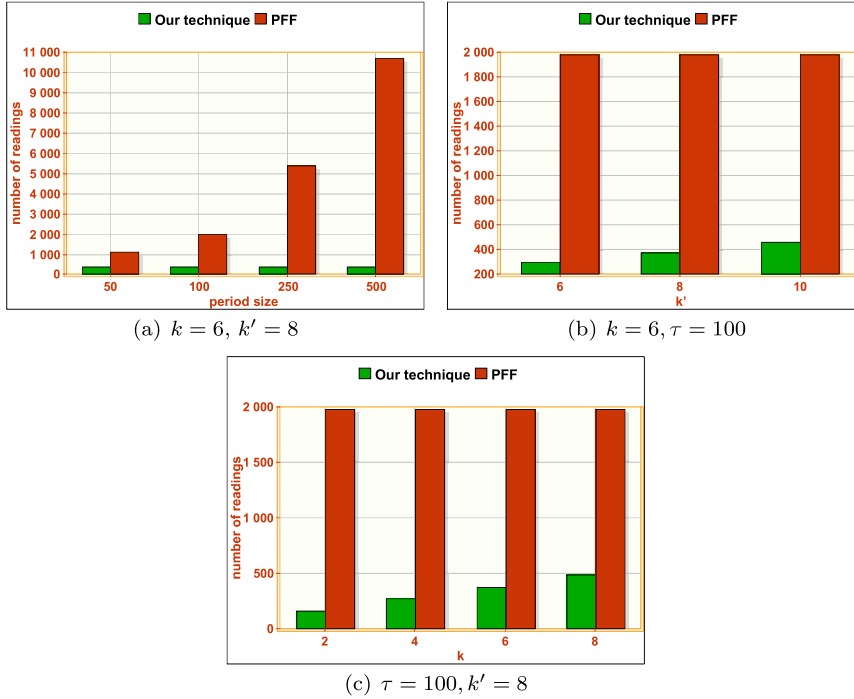 Our technique PFF
number of readings
11 000
10 000
9 000
8 000
7 000
6 000
5 000
4 000
3 000
2 000
1 000
0
50 100 250 500
period size
(a) k = 6, k′ = 8
Our technique PFF
number of readings
2 000
1 800
1 600
1 400
1 200
1 000
800
600
400
200
6 8 10
k'
(b) k = 6, τ = 100
Our technique PFF
number of readings
2 000
1 500
1 000
500
0
2 4 6 8
k
(c) τ = 100, k′ = 8